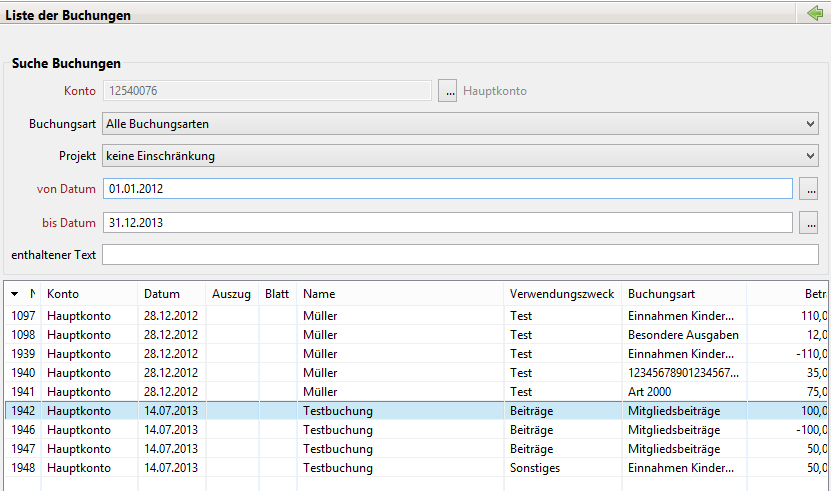 Liste der Buchungen
Suche Buchungen
Konto 12540076 ... Hauptkonto
Buchungsart Alle Buchungsarten
Projekt keine Einschränkung
von Datum 01.01.2012 ...
bis Datum 31.12.2013 ...
enthaltener Text
N Konto Datum Auszug Blatt Name Verwendungszweck Buchungsart Betr
1097 Hauptkonto 28.12.2012 Müller Test Einnahmen Kinder... 110,0
1098 Hauptkonto 28.12.2012 Müller Test Besondere Ausgaben 12,0
1939 Hauptkonto 28.12.2012 Müller Test Einnahmen Kinder... -110,0
1940 Hauptkonto 28.12.2012 Müller Test 12345678901234567... 35,0
1941 Hauptkonto 28.12.2012 Müller Test Art 2000 75,0
1942 Hauptkonto 14.07.2013 Testbuchung Beiträge Mitgliedsbeiträge 100,0
1946 Hauptkonto 14.07.2013 Testbuchung Beiträge Mitgliedsbeiträge -100,0
1947 Hauptkonto 14.07.2013 Testbuchung Beiträge Mitgliedsbeiträge 50,0
1948 Hauptkonto 14.07.2013 Testbuchung Sonstiges Einnahmen Kinder... 50,0